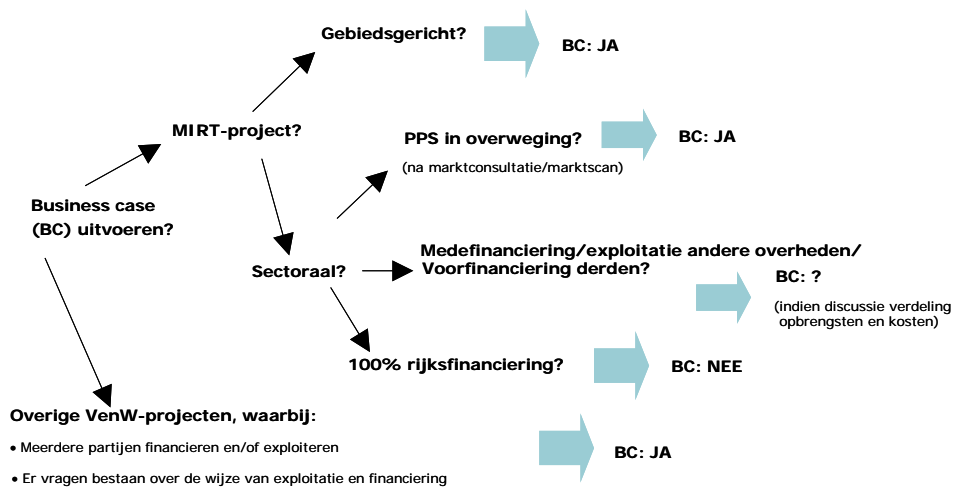 Gebiedsgericht?
BC: JA
MIRT-project?
PPS in overweging?
(na marktconsultatie/marktscan)
BC: JA
Business case
(BC) uitvoeren?
Sectoraal?
Medefinanciering/exploitatie andere overheden/
Voorfinanciering derden?
BC: ?
(indien discussie verdeling
opbrengsten en kosten)
100% rijksfinanciering?
BC: NEE
Overige VenW-projecten, waarbij:
• Meerdere partijen financieren en/of exploiteren
• Er vragen bestaan over de wijze van exploitatie en financiering
BC: JA